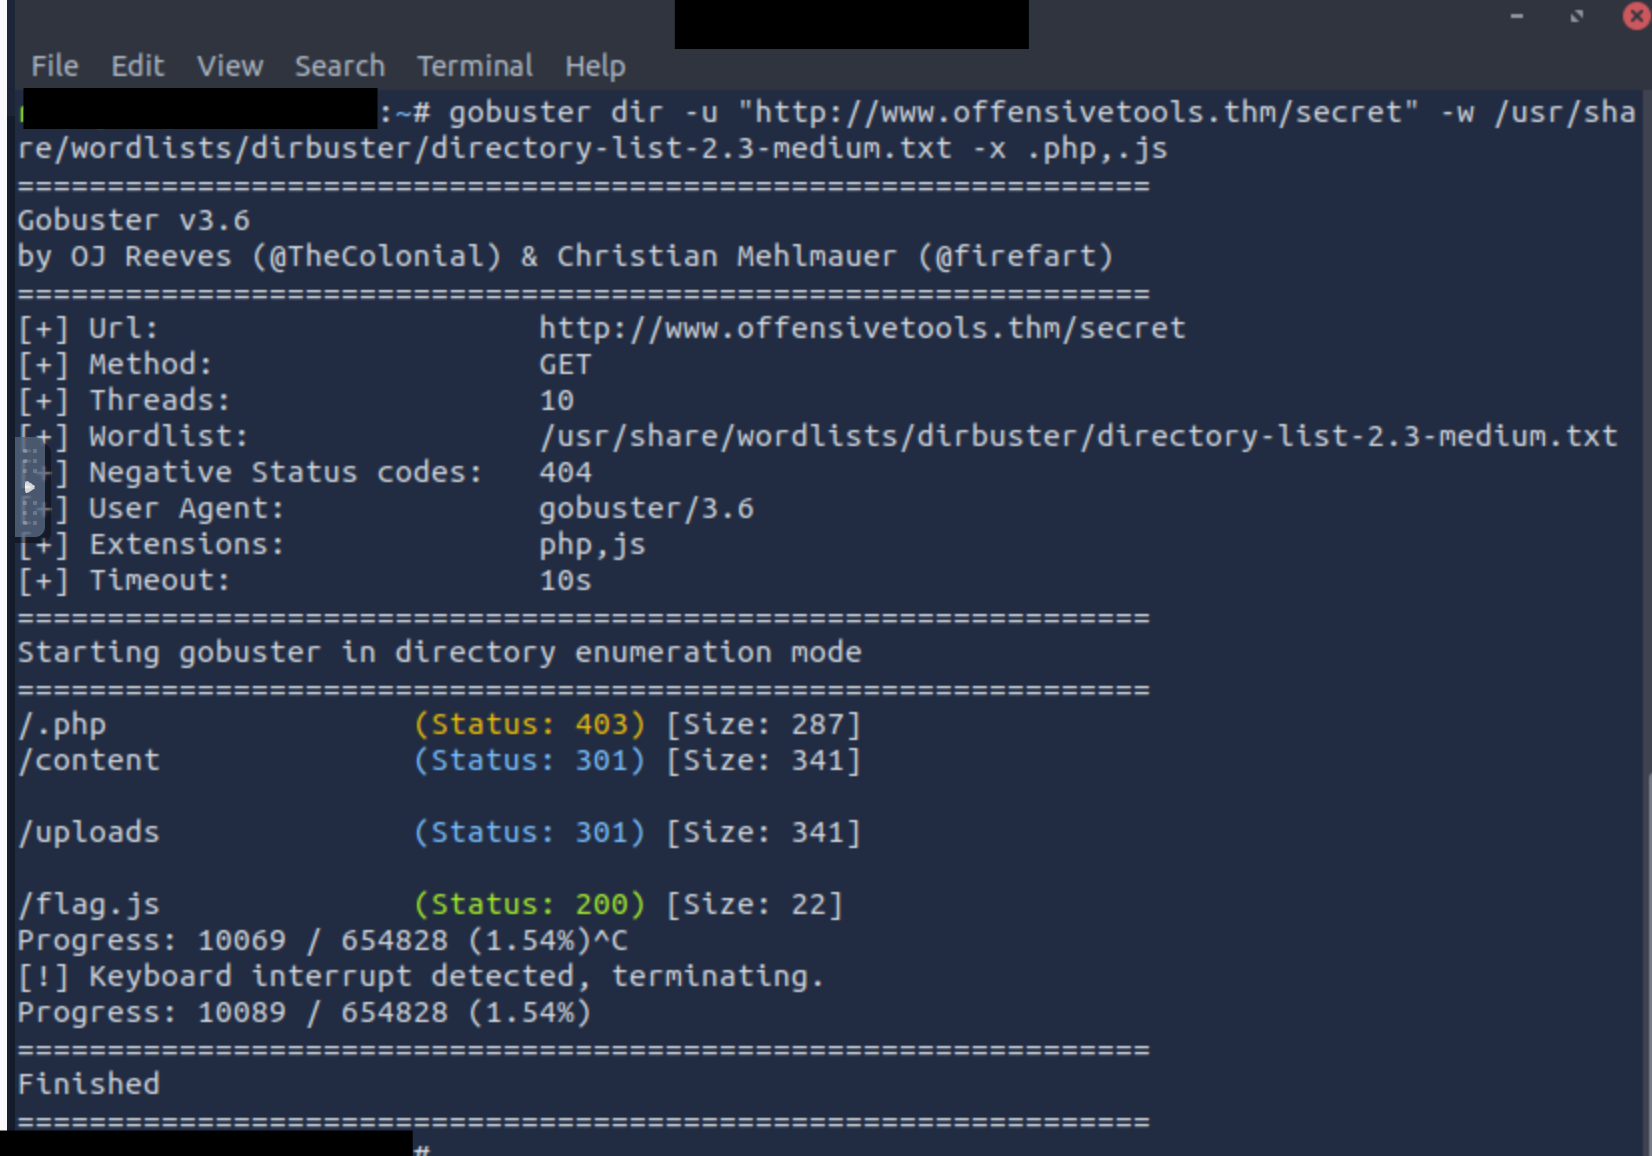 File Edit View Search Terminal Help
:~# gobuster dir -u "http://www.offensivetools.thm/secret" -w /usr/sha
re/wordlists/dirbuster/directory-list-2.3-medium.txt -x .php,.js
===============================================================
Gobuster v3.6
by OJ Reeves (@TheColonial) & Christian Mehlmauer (@firefart)
===============================================================
[+] Url: http://www.offensivetools.thm/secret
[+] Method: GET
[+] Threads: 10
[+] Wordlist: /usr/share/wordlists/dirbuster/directory-list-2.3-medium.txt
[+] Negative Status codes: 404
[+] User Agent: gobuster/3.6
[+] Extensions: php,js
[+] Timeout: 10s
===============================================================
Starting gobuster in directory enumeration mode
===============================================================
/.php (Status: 403) [Size: 287]
/content (Status: 301) [Size: 341]
/uploads (Status: 301) [Size: 341]
/flag.js (Status: 200) [Size: 22]
Progress: 10069 / 654828 (1.54%)^C
[!] Keyboard interrupt detected, terminating.
Progress: 10089 / 654828 (1.54%)
===============================================================
Finished
===============================================================
#